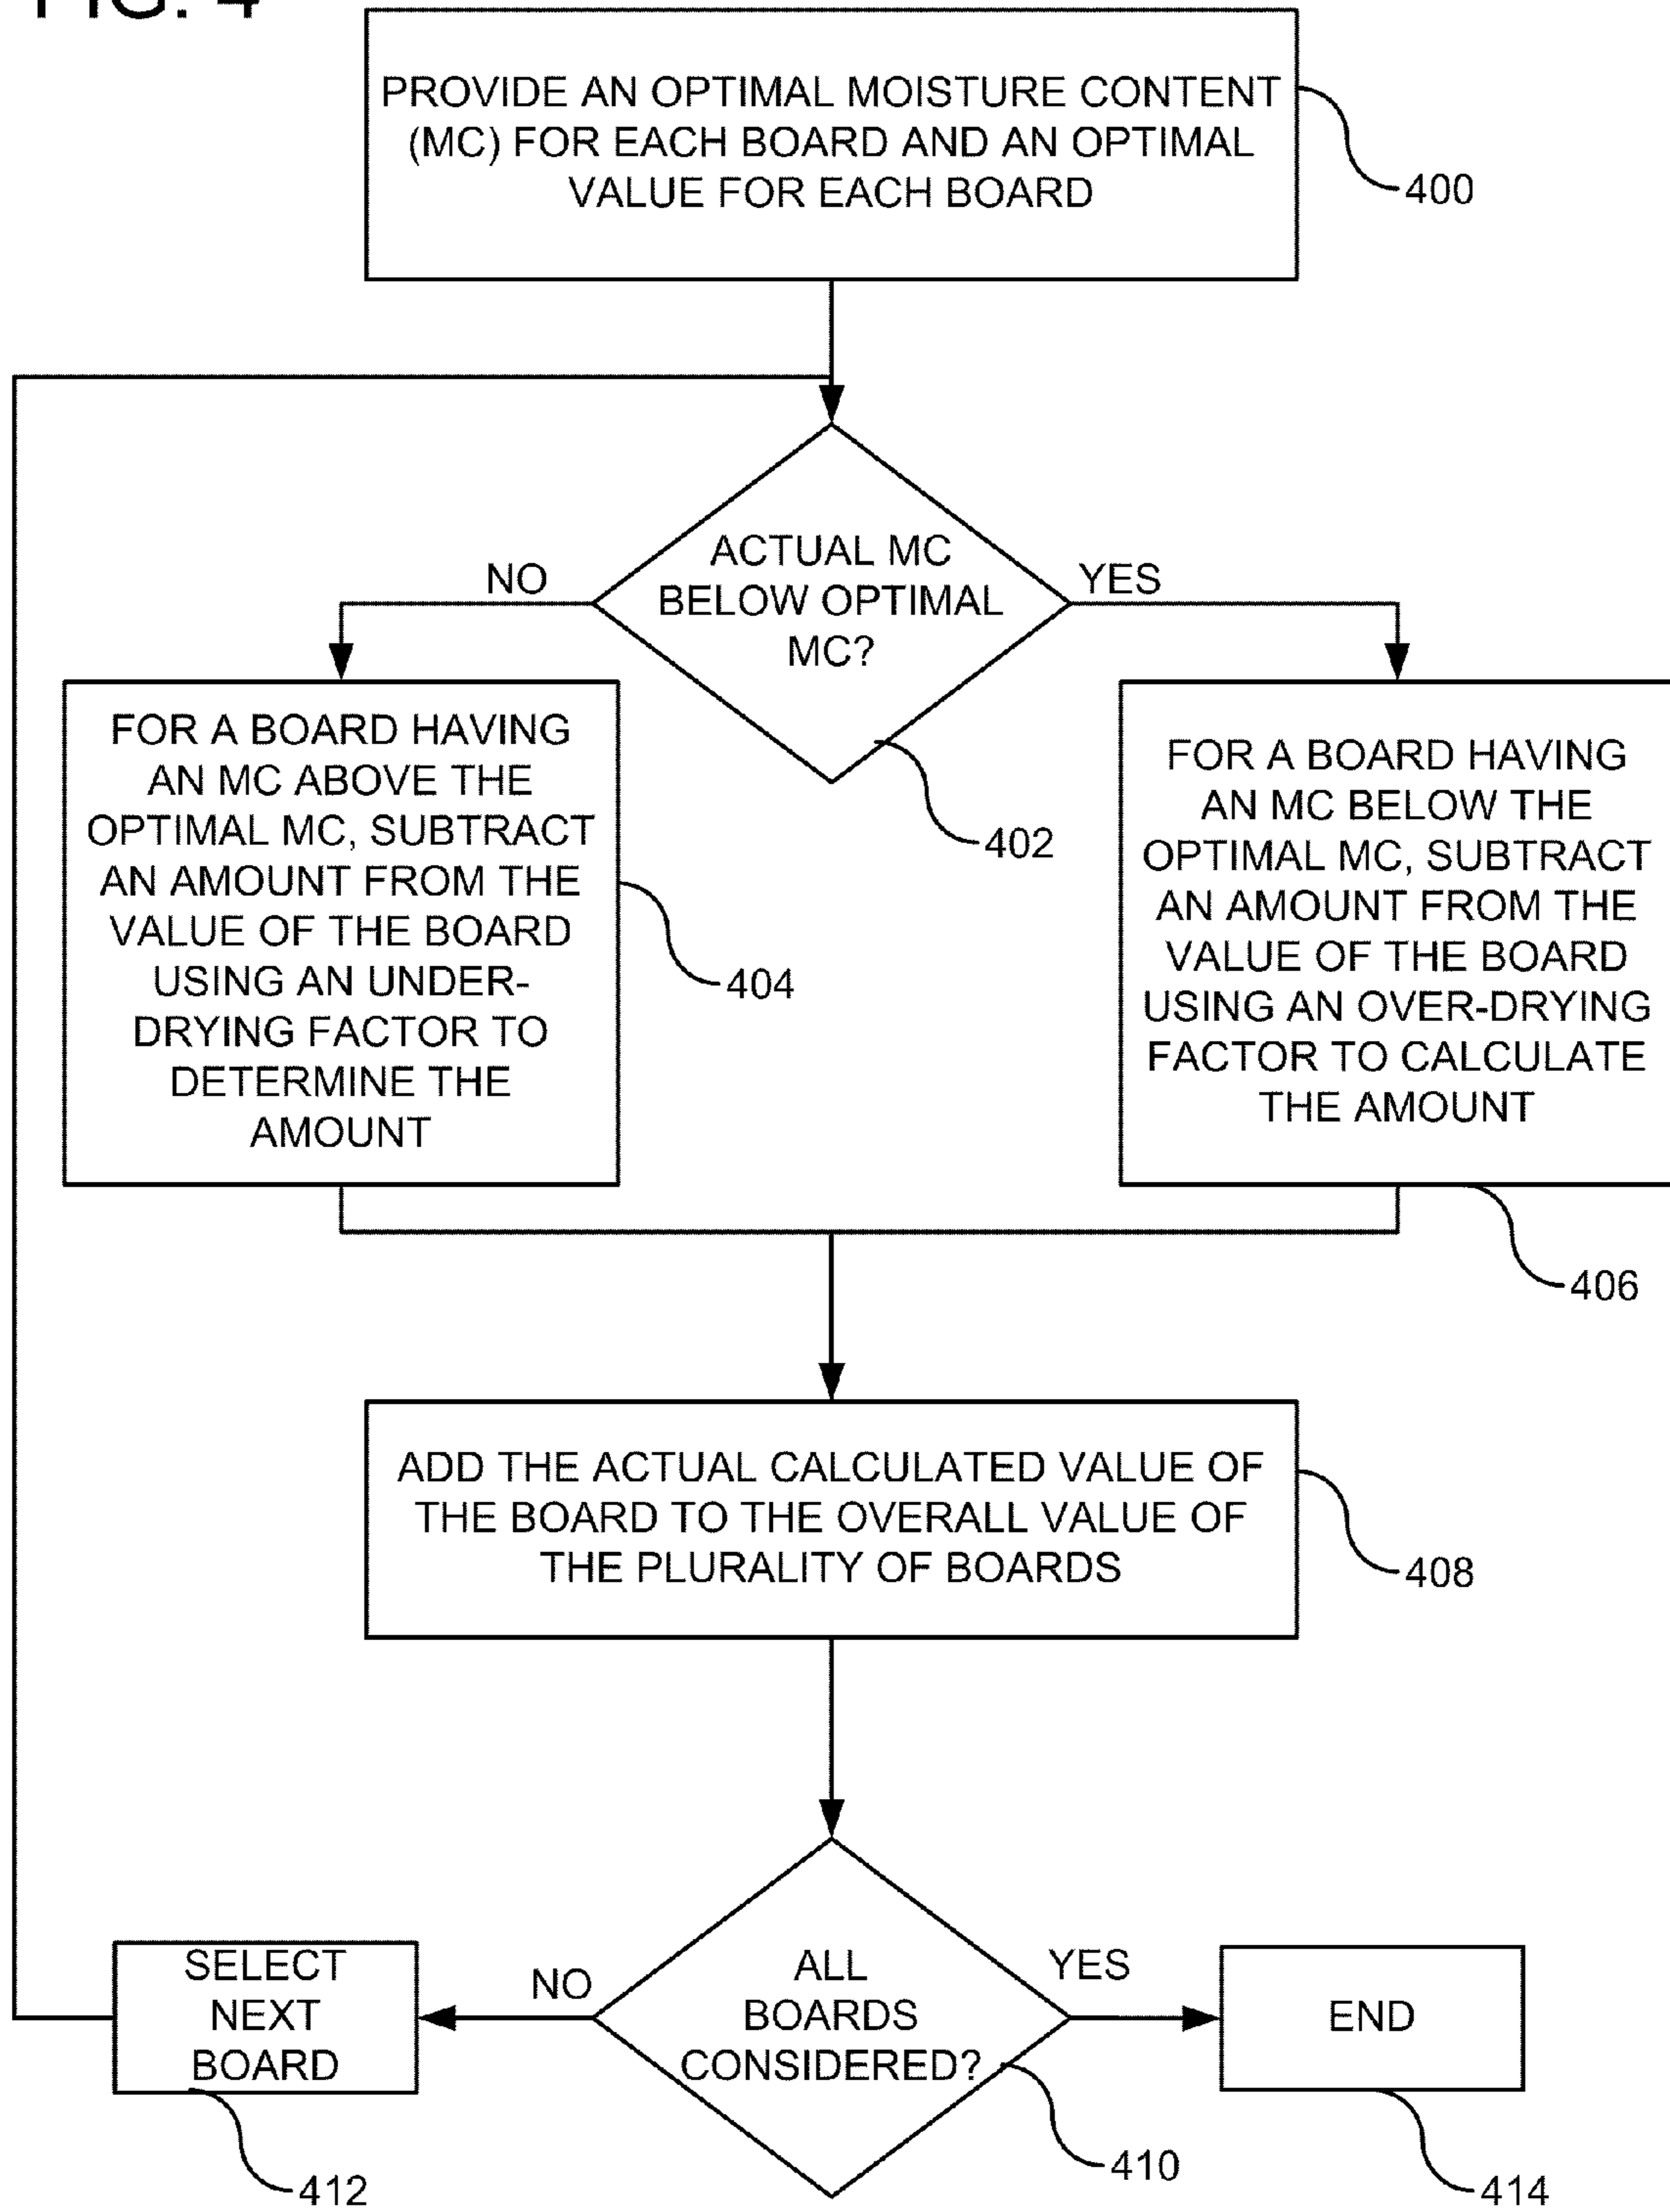 FIG. 4
PROVIDE AN OPTIMAL MOISTURE CONTENT
(MC) FOR EACH BOARD AND AN OPTIMAL
VALUE FOR EACH BOARD
400
ACTUAL MC
BELOW OPTIMAL
MC?
NO
YES
402
FOR A BOARD HAVING
AN MC ABOVE THE
OPTIMAL MC, SUBTRACT
AN AMOUNT FROM THE
VALUE OF THE BOARD
USING AN UNDER-
DRYING FACTOR TO
DETERMINE THE
AMOUNT
404
FOR A BOARD HAVING
AN MC BELOW THE
OPTIMAL MC, SUBTRACT
AN AMOUNT FROM THE
VALUE OF THE BOARD
USING AN OVER-DRYING
FACTOR TO CALCULATE
THE AMOUNT
406
ADD THE ACTUAL CALCULATED VALUE OF
THE BOARD TO THE OVERALL VALUE OF
THE PLURALITY OF BOARDS
408
ALL
BOARDS
CONSIDERED?
NO
YES
410
SELECT
NEXT
BOARD
412
END
414